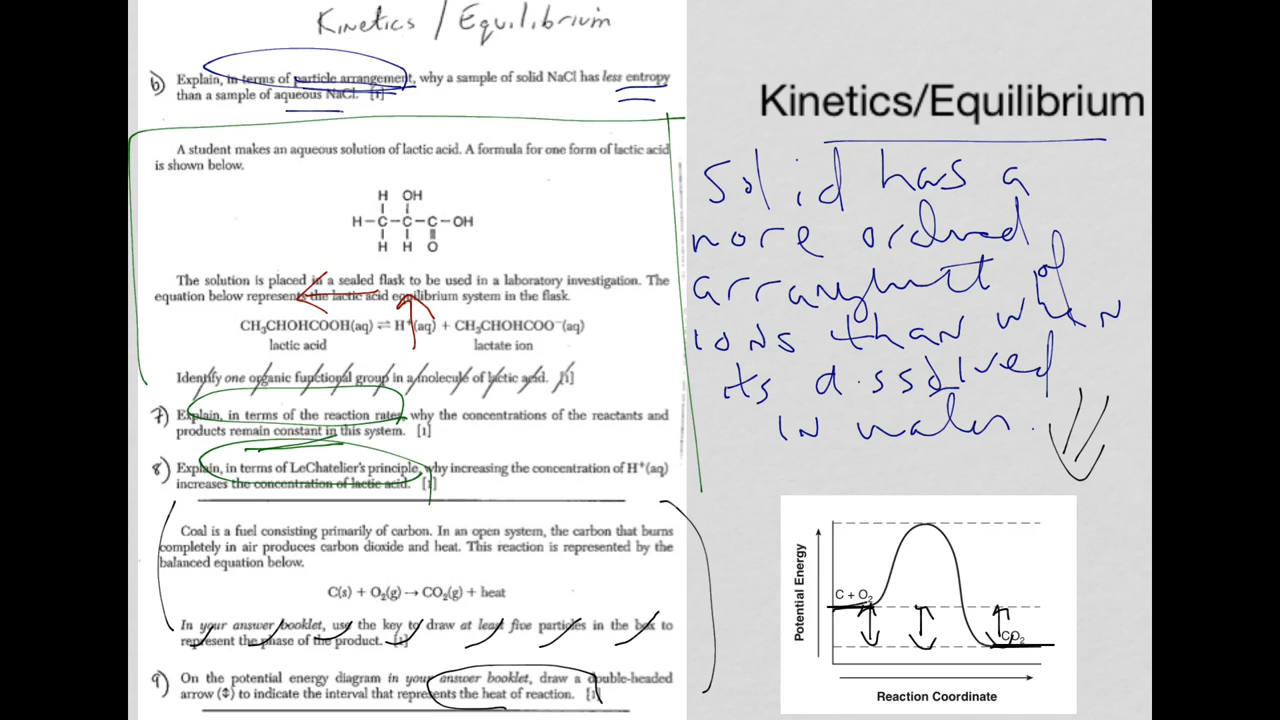 Kinetics / Equilibrium
6) Explain, in terms of particle arrangement, why a sample of solid NaCl has less entropy
than a sample of aqueous NaCl. [1]
A student makes an aqueous solution of lactic acid. A formula for one form of lactic acid
is shown below.
H OH
H–C–C–C–OH
H H O
The solution is placed in a sealed flask to be used in a laboratory investigation. The
equation below represents the lactic acid equilibrium system in the flask.
CH₃CHOHCOOH(aq) ⇌ H⁺(aq) + CH₃CHOHCOO⁻(aq)
lactic acid lactate ion
Identify one organic functional group in a molecule of lactic acid. [1]
7) Explain, in terms of the reaction rates, why the concentrations of the reactants and
products remain constant in this system. [1]
8) Explain, in terms of LeChatelier's principle, why increasing the concentration of H⁺(aq)
increases the concentration of lactic acid. [1]
Coal is a fuel consisting primarily of carbon. In an open system, the carbon that burns
completely in air produces carbon dioxide and heat. This reaction is represented by the
balanced equation below.
C(s) + O₂(g) → CO₂(g) + heat
In your answer booklet, use the key to draw at least five particles in the box to
represent the phase of the product. [1]
9) On the potential energy diagram in your answer booklet, draw a double-headed
arrow (↕) to indicate the interval that represents the heat of reaction. [1]
Kinetics/Equilibrium
Solid has a
more ordered
arrangment of
ions than when
its dissolved
in water.
Potential Energy
C + O₂
CO₂
Reaction Coordinate